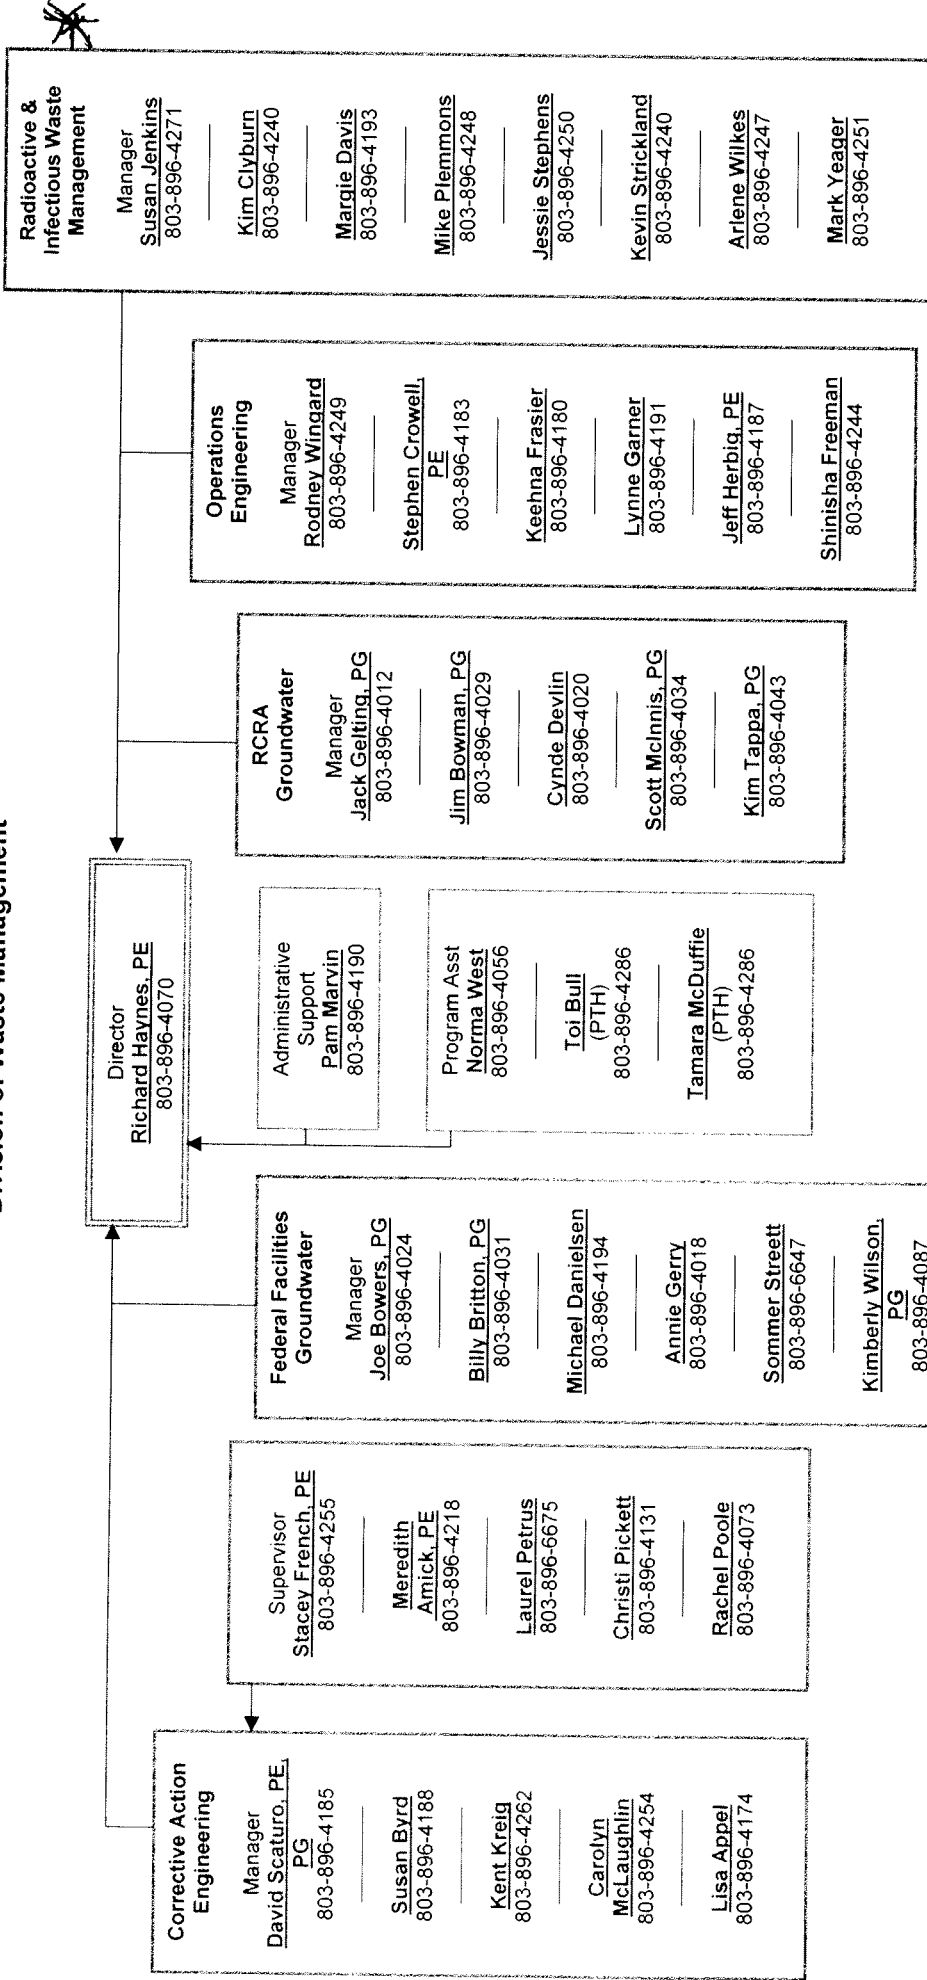 Division of Waste Management
Director
Richard Haynes, PE
803-896-4070
Corrective Action
Engineering
Manager
David Scaturo, PE,
PG
803-896-4185
Susan Byrd
803-896-4188
Kent Kreig
803-896-4262
Carolyn
McLaughlin
803-896-4254
Lisa Appel
803-896-4174
Supervisor
Stacey French, PE
803-896-4255
Meredith
Amick, PE
803-896-4218
Laurel Petrus
803-896-6675
Christi Pickett
803-896-4131
Rachel Poole
803-896-4073
Federal Facilities
Groundwater
Manager
Joe Bowers, PG
803-896-4024
Billy Britton, PG
803-896-4031
Michael Danielsen
803-896-4194
Annie Gerry
803-896-4018
Sommer Streett
803-896-6647
Kimberly Wilson,
PG
803-896-4087
Administrative
Support
Pam Marvin
803-896-4190
Program Asst
Norma West
803-896-4056
Toi Bull
(PTH)
803-896-4286
Tamara McDuffie
(PTH)
803-896-4286
RCRA
Groundwater
Manager
Jack Gelting, PG
803-896-4012
Jim Bowman, PG
803-896-4029
Cynde Devlin
803-896-4020
Scott McInnis, PG
803-896-4034
Kim Tappa, PG
803-896-4043
Operations
Engineering
Manager
Rodney Wingard
803-896-4249
Stephen Crowell,
PE
803-896-4183
Keehna Frasier
803-896-4180
Lynne Garner
803-896-4191
Jeff Herbig, PE
803-896-4187
Shinisha Freeman
803-896-4244
Radioactive &
Infectious Waste
Management
Manager
Susan Jenkins
803-896-4271
Kim Clyburn
803-896-4240
Margie Davis
803-896-4193
Mike Plemmons
803-896-4248
Jessie Stephens
803-896-4250
Kevin Strickland
803-896-4240
Arlene Wilkes
803-896-4247
Mark Yeager
803-896-4251